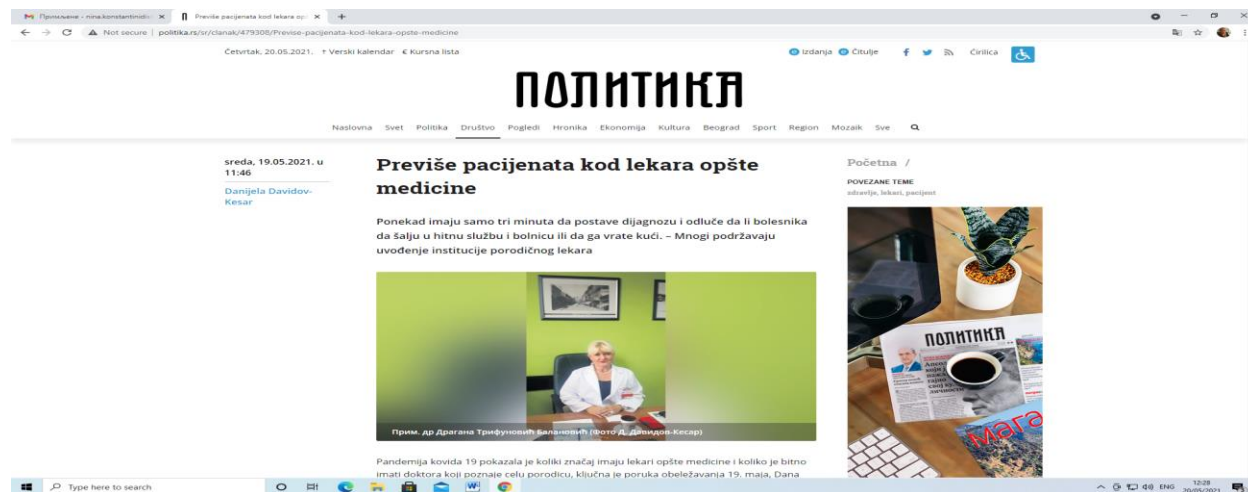 Previše pacijenata kod lekara opš
Not secure | politika.rs/sr/clanak/479308/Previse-pacijenata-kod-lekara-opste-medicine
Četvrtak, 20.05.2021. Verski kalendar € Kursna lista
Izdanja Čitulje Ćirilica
ПОЛИТИКА
Naslovna Svet Politika Društvo Pogledi Hronika Ekonomija Kultura Beograd Sport Region Mozaik Sve
sreda, 19.05.2021. u
11:46
Danijela Davidov-
Kesar
Previše pacijenata kod lekara opšte
medicine
Ponekad imaju samo tri minuta da postave dijagnozu i odluče da li bolesnika
da šalju u hitnu službu i bolnicu ili da ga vrate kući. – Mnogi podržavaju
uvođenje institucije porodičnog lekara
Прим. др Драгана Трифуновић Балановић (Фото Д. Давидов-Кесар)
Pandemija kovida 19 pokazala je koliki značaj imaju lekari opšte medicine i koliko je bitno
imati doktora koji poznaje celu porodicu, ključna je poruka obeležavanja 19. maja, Dana
Početna /
POVEZANE TEME
zdravlje, lekari, pacijent
ПОЛИТИКА
мага
Type here to search
ENG
12:28
20/05/2021